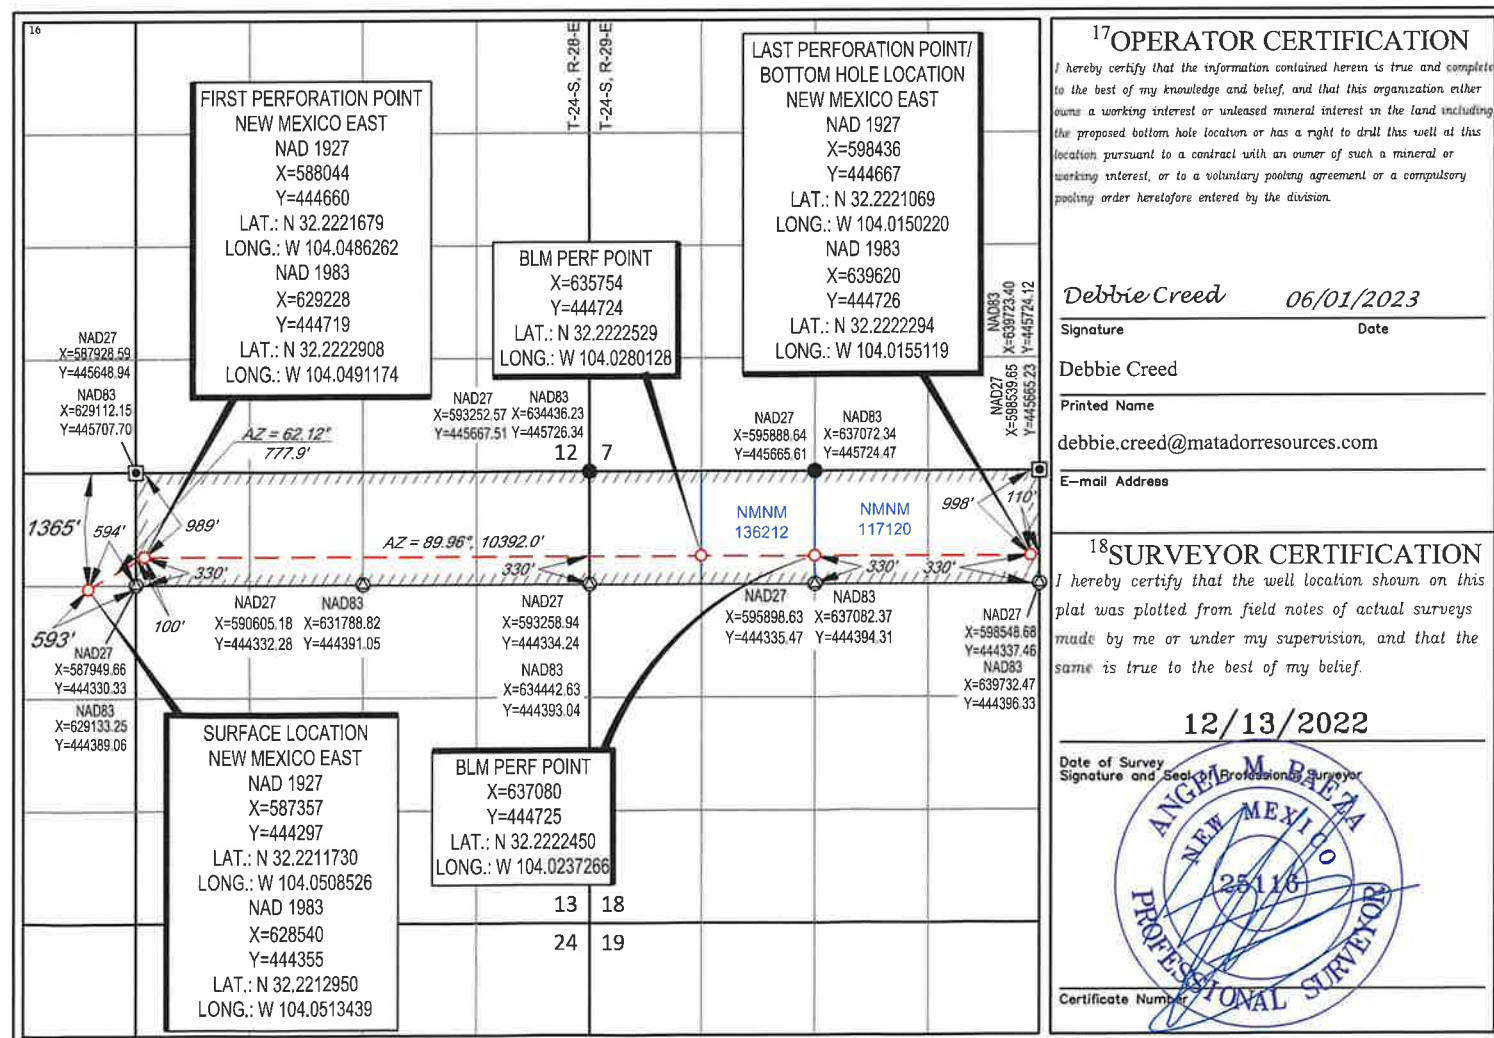 16
T-24-S, R-28-E
T-24-S, R-29-E
FIRST PERFORATION POINT
NEW MEXICO EAST
NAD 1927
X=588044
Y=444660
LAT.: N 32.2221679
LONG.: W 104.0486262
NAD 1983
X=629228
Y=444719
LAT.: N 32.2222908
LONG.: W 104.0491174
BLM PERF POINT
X=635754
Y=444724
LAT.: N 32.2222529
LONG.: W 104.0280128
LAST PERFORATION POINT/
BOTTOM HOLE LOCATION
NEW MEXICO EAST
NAD 1927
X=598436
Y=444667
LAT.: N 32.2221069
LONG.: W 104.0150220
NAD 1983
X=639620
Y=444726
LAT.: N 32.2222294
LONG.: W 104.0155119
NAD83
X=639723.40
Y=445724.12
NAD27
X=598539.65
Y=445665.23
NAD27
X=587928.59
Y=445648.94
NAD83
X=629112.15
Y=445707.70
AZ = 62.12°
777.9'
NAD27
X=593252.57
Y=445667.51
NAD83
X=634436.23
Y=445726.34
12 7
NAD27
X=595888.64
Y=445665.61
NAD83
X=637072.34
Y=445724.47
1365'
594'
989'
AZ = 89.96°, 10392.0'
NMNM
136212
NMNM
117120
998'
110'
330'
330'
330'
330'
593'
100'
NAD27
X=587949.66
Y=444330.33
NAD83
X=629133.25
Y=444389.06
NAD27
X=590605.18
Y=444332.28
NAD83
X=631788.82
Y=444391.05
NAD27
X=593258.94
Y=444334.24
NAD83
X=634442.63
Y=444393.04
NAD27
X=595898.63
Y=444335.47
NAD83
X=637082.37
Y=444394.31
NAD27
X=598548.68
Y=444337.46
NAD83
X=639732.47
Y=444396.33
SURFACE LOCATION
NEW MEXICO EAST
NAD 1927
X=587357
Y=444297
LAT.: N 32.2211730
LONG.: W 104.0508526
NAD 1983
X=628540
Y=444355
LAT.: N 32.2212950
LONG.: W 104.0513439
BLM PERF POINT
X=637080
Y=444725
LAT.: N 32.2222450
LONG.: W 104.0237266
13 18
24 19
17OPERATOR CERTIFICATION
I hereby certify that the information contained herein is true and complete
to the best of my knowledge and belief, and that this organization either
owns a working interest or unleased mineral interest in the land including
the proposed bottom hole location or has a right to drill this well at this
location pursuant to a contract with an owner of such a mineral or
working interest, or to a voluntary pooling agreement or a compulsory
pooling order heretofore entered by the division.
Debbie Creed 06/01/2023
Signature Date
Debbie Creed
Printed Name
debbie.creed@matadorresources.com
E-mail Address
18SURVEYOR CERTIFICATION
I hereby certify that the well location shown on this
plat was plotted from field notes of actual surveys
made by me or under my supervision, and that the
same is true to the best of my belief.
12/13/2022
Date of Survey
Signature and Seal of Professional Surveyor
ANGEL M. BAEZA
NEW MEXICO
25116
PROFESSIONAL SURVEYOR
Certificate Number